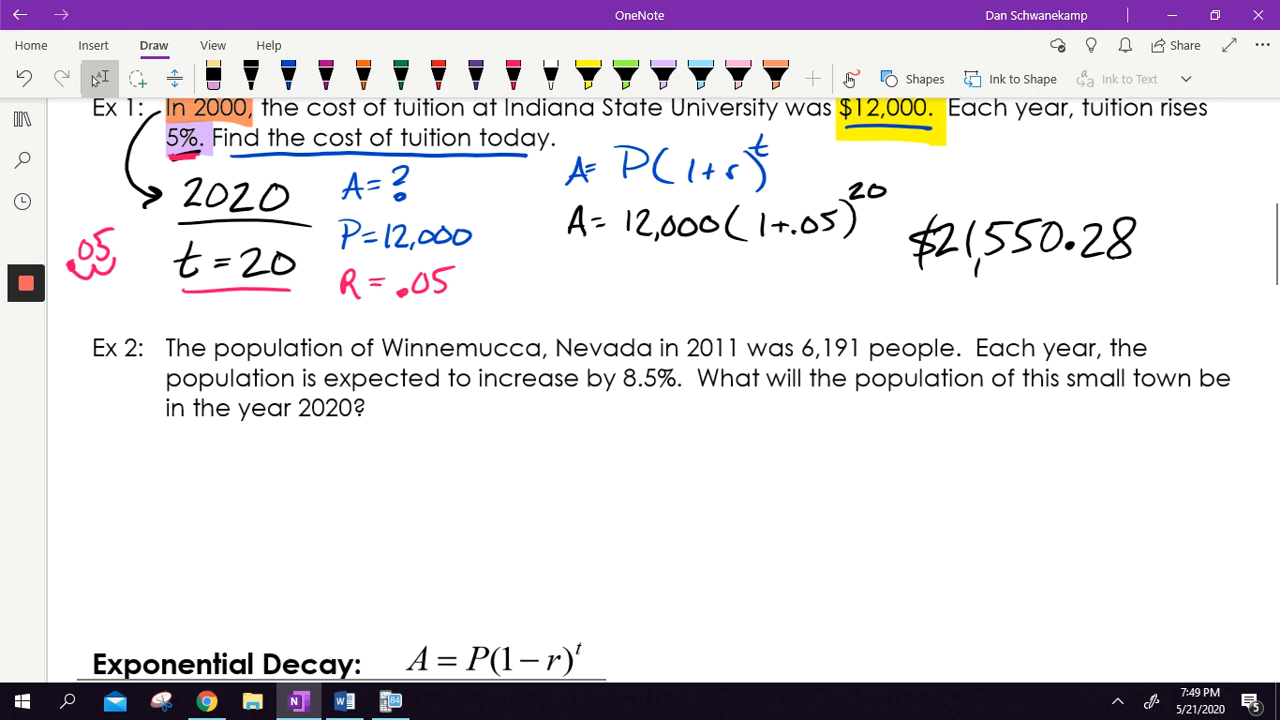 OneNote
Dan Schwanekamp
Home Insert Draw View Help
Share
Shapes Ink to Shape Ink to Text
Ex 1: In 2000, the cost of tuition at Indiana State University was $12,000. Each year, tuition rises
5%. Find the cost of tuition today.
2020 A = ? A = P(1 + r)^t
P = 12,000 A = 12,000(1+.05)^20
$21,550.28
.05 t = 20 R = .05
Ex 2: The population of Winnemucca, Nevada in 2011 was 6,191 people. Each year, the
population is expected to increase by 8.5%. What will the population of this small town be
in the year 2020?
Exponential Decay: A = P(1 − r)^t
7:49 PM
5/21/2020
5